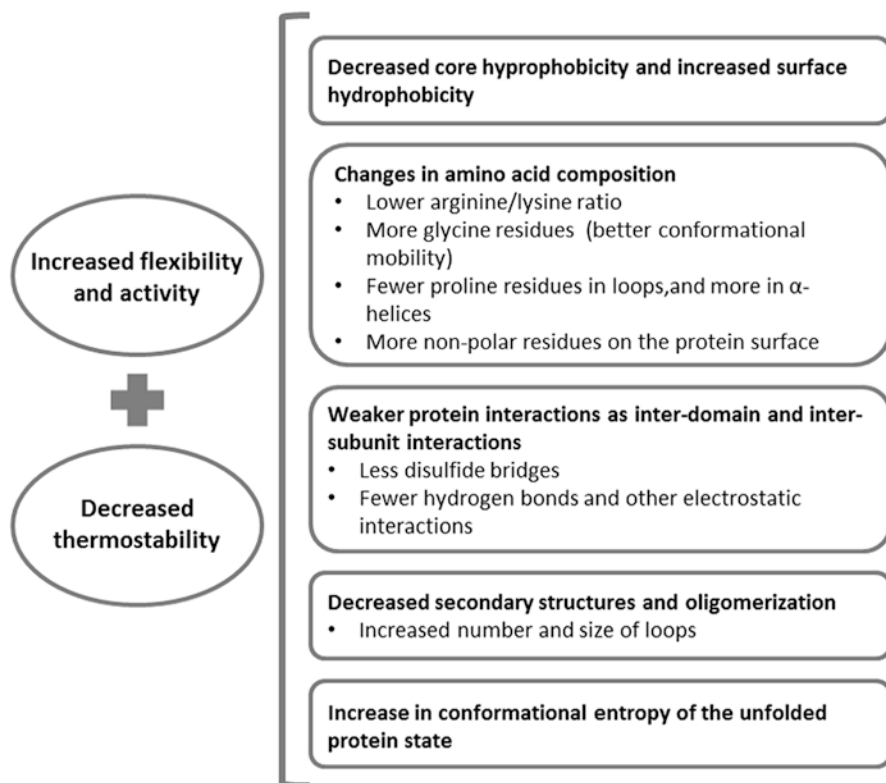 Increased flexibility
and activity
Decreased
thermostability
Decreased core hyprophobicity and increased surface
hydrophobicity
Changes in amino acid composition
• Lower arginine/lysine ratio
• More glycine residues (better conformational
mobility)
• Fewer proline residues in loops,and more in α-
helices
• More non-polar residues on the protein surface
Weaker protein interactions as inter-domain and inter-
subunit interactions
• Less disulfide bridges
• Fewer hydrogen bonds and other electrostatic
interactions
Decreased secondary structures and oligomerization
• Increased number and size of loops
Increase in conformational entropy of the unfolded
protein state